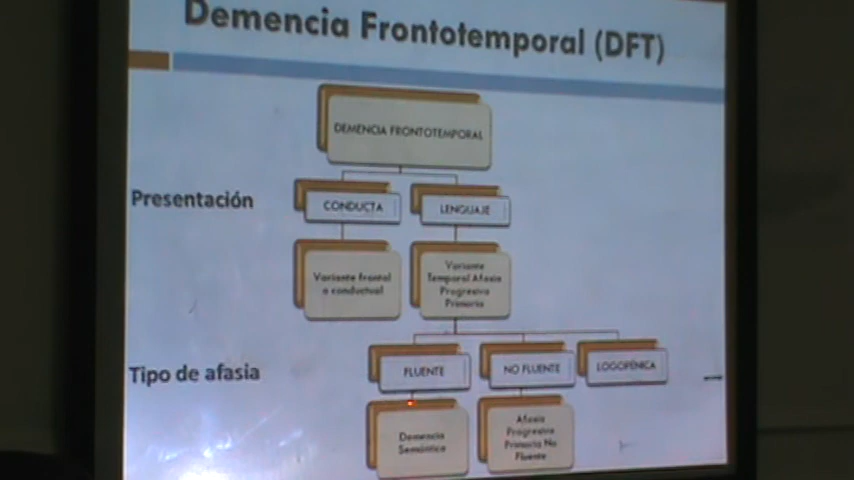 Demencia Frontotemporal (DFT)
DEMENCIA FRONTOTEMPORAL
Presentación
CONDUCTA
LENGUAJE
Variante frontal
o conductual
Variante
Temporal Afasia
Progresiva
Primaria
Tipo de afasia
FLUENTE
NO FLUENTE
LOGOPÉNICA
Demencia
Semántica
Afasia
Progresiva
Primaria No
Fluente